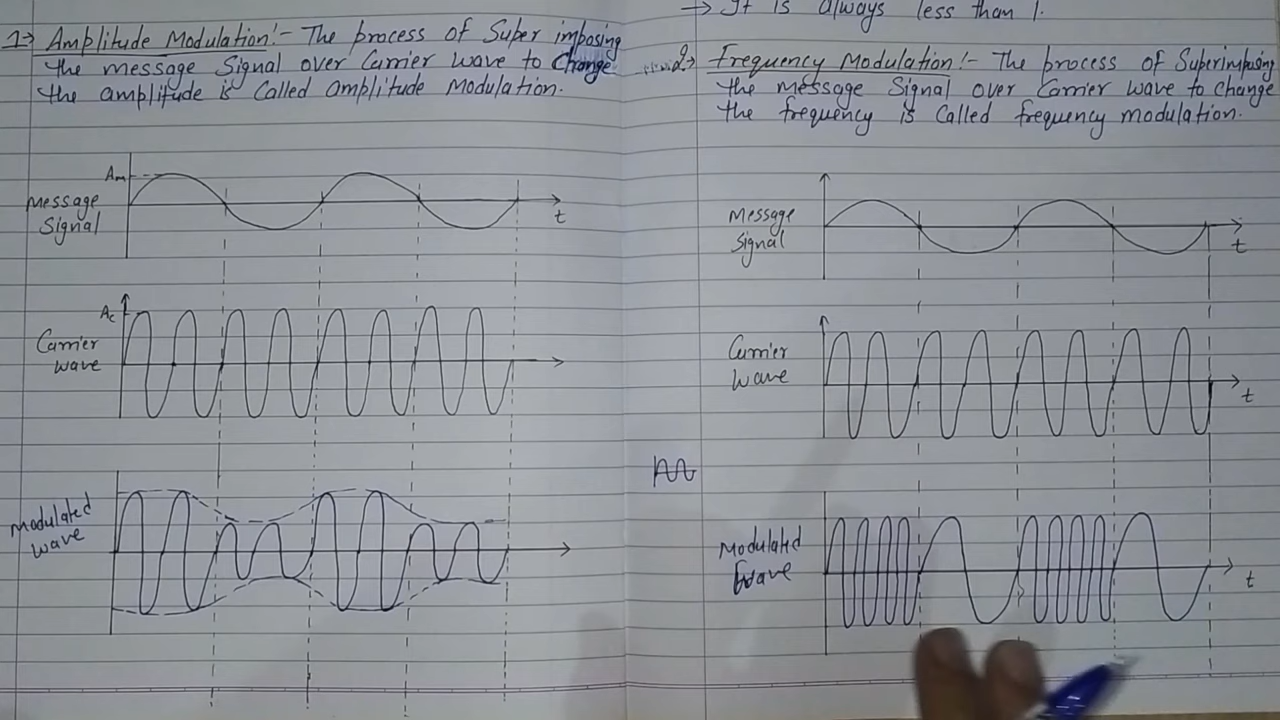 1→ Amplitude Modulation:- The process of Super imposing
the message Signal over Carrier wave to Change
the amplitude is Called amplitude Modulation.
Am
Message
Signal
t
Ac
Carrier
wave
Modulated
wave
→ It is always less than 1.
2→ Frequency Modulation:- The process of Superimposing
the message Signal over Carrier wave to Change
the frequency is Called frequency modulation.
Message
Signal
t
Carrier
wave
t
Modulated
wave
t